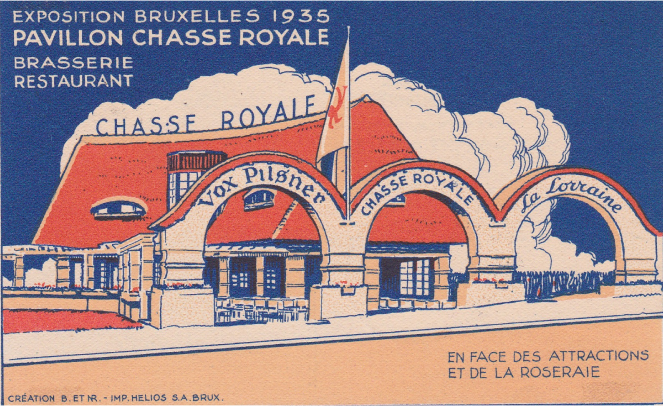 EXPOSITION BRUXELLES 1935
PAVILLON CHASSE ROYALE
BRASSERIE
RESTAURANT
CHASSE ROYALE
Vox Pilsner
CHASSE ROYALE
La Lorraine
EN FACE DES ATTRACTIONS
ET DE LA ROSERAIE
CRÉATION B. ET NR. - IMP. HELIOS S.A. BRUX.